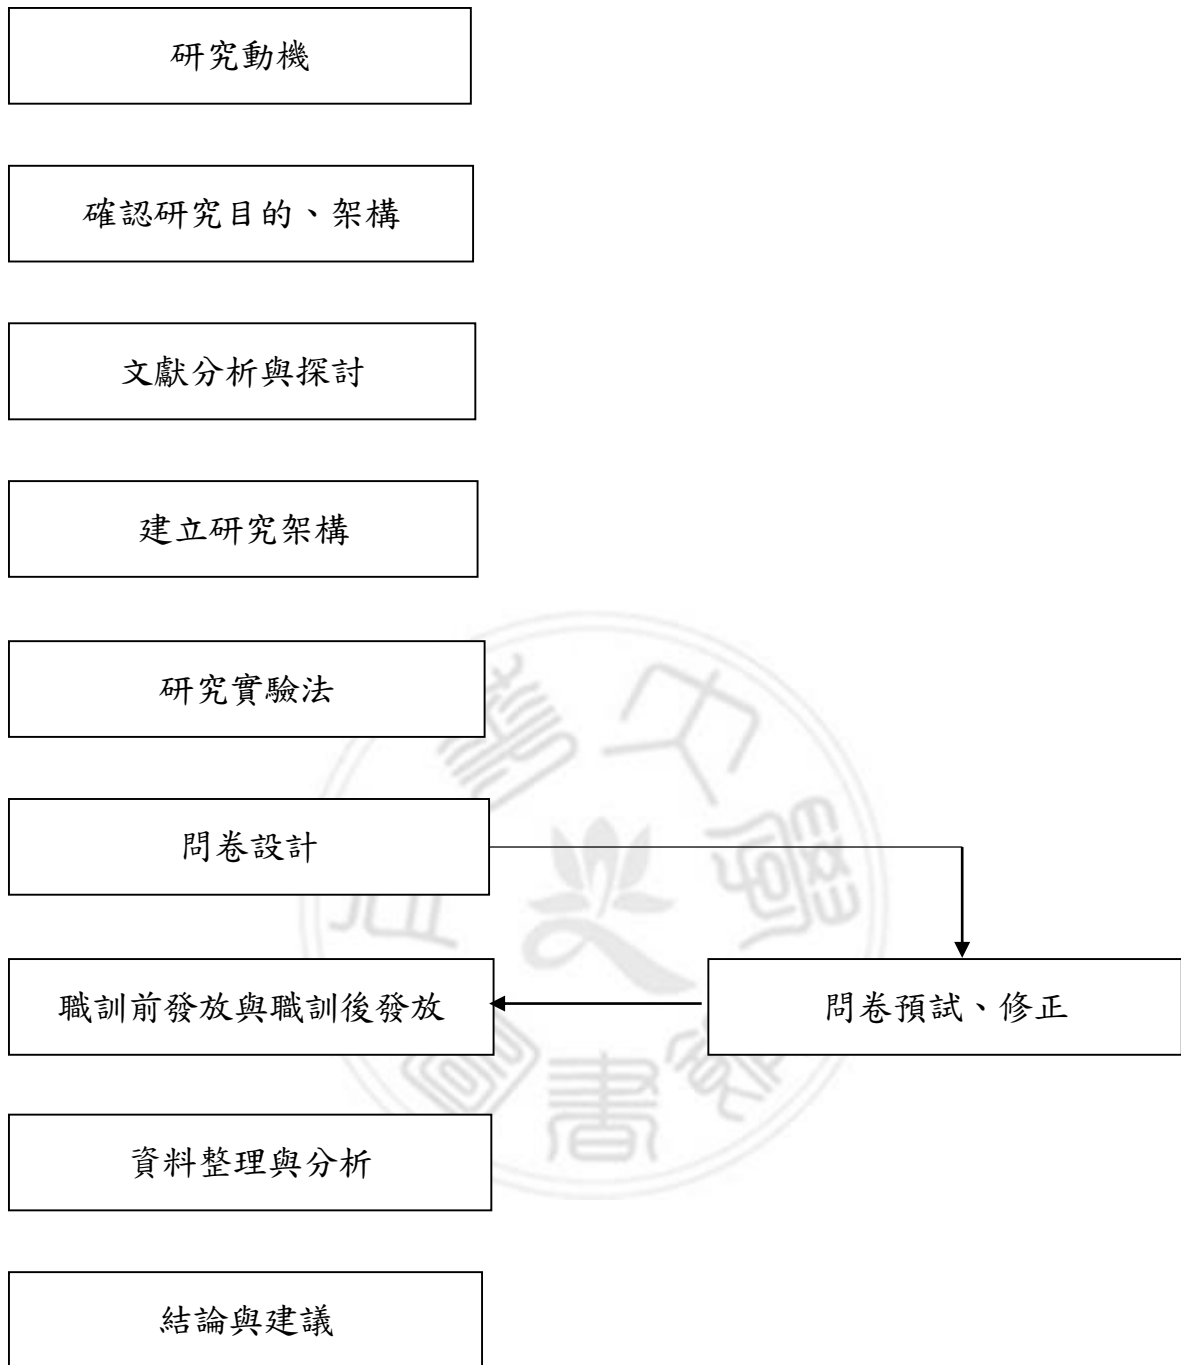 研究動機
確認研究目的、架構
文獻分析與探討
建立研究架構
研究實驗法
問卷設計
職訓前發放與職訓後發放
問卷預試、修正
資料整理與分析
結論與建議